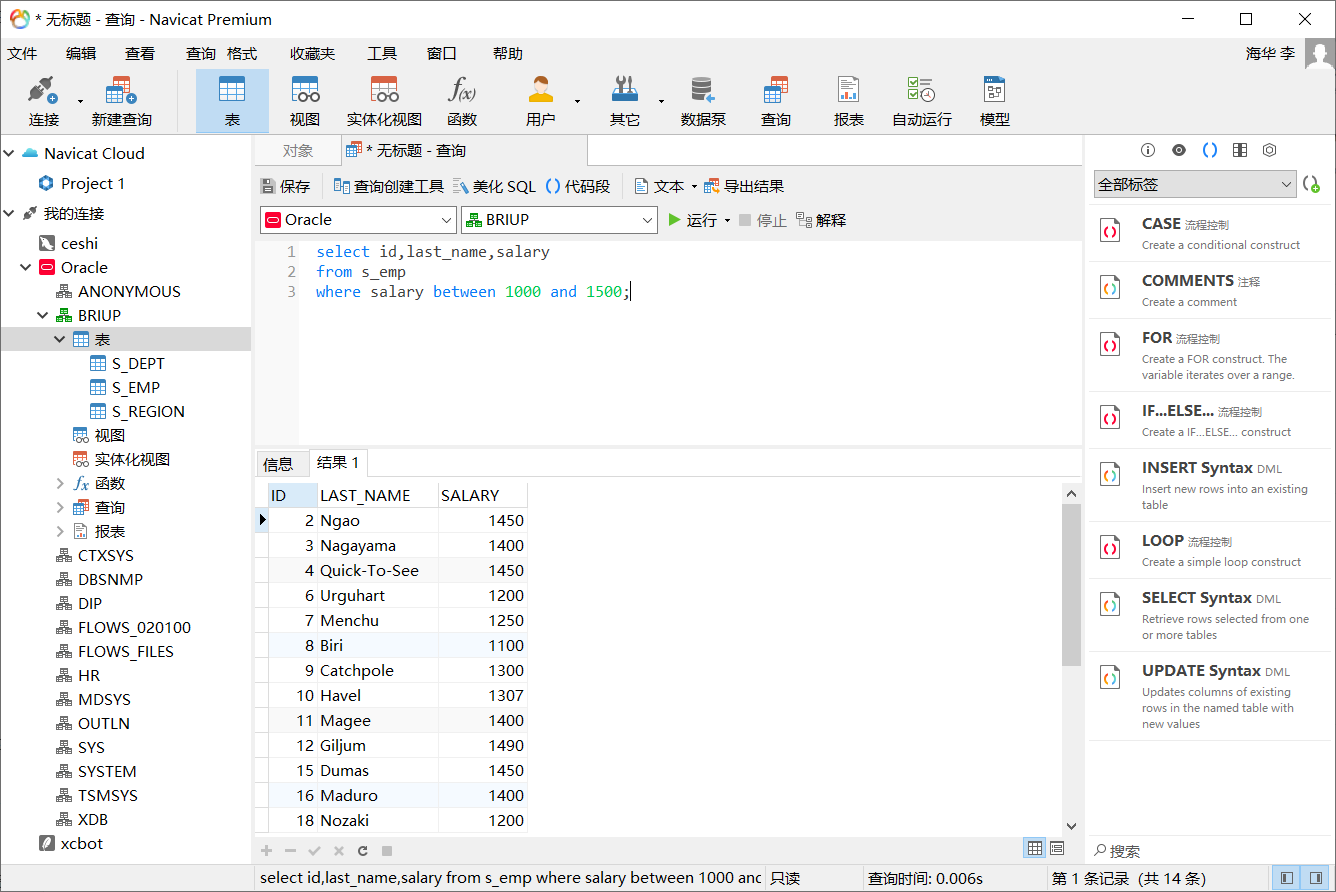 * 无标题 - 查询 - Navicat Premium
文件 编辑 查看 查询 格式 收藏夹 工具 窗口 帮助 海华 李
连接 新建查询 表 视图 实体化视图 函数 用户 其它 数据泵 查询 报表 自动运行 模型
f(x)
Navicat Cloud
Project 1
我的连接
ceshi
Oracle
ANONYMOUS
BRIUP
表
S_DEPT
S_EMP
S_REGION
视图
实体化视图
fx 函数
查询
报表
CTXSYS
DBSNMP
DIP
FLOWS_020100
FLOWS_FILES
HR
MDSYS
OUTLN
SYS
SYSTEM
TSMSYS
XDB
xcbot
对象 * 无标题 - 查询
保存 查询创建工具 美化 SQL () 代码段 文本 导出结果
Oracle BRIUP 运行 停止 解释
1 select id,last_name,salary
2 from s_emp
3 where salary between 1000 and 1500;
信息 结果 1
ID LAST_NAME SALARY
2 Ngao 1450
3 Nagayama 1400
4 Quick-To-See 1450
6 Urguhart 1200
7 Menchu 1250
8 Biri 1100
9 Catchpole 1300
10 Havel 1307
11 Magee 1400
12 Giljum 1490
15 Dumas 1450
16 Maduro 1400
18 Nozaki 1200
全部标签
CASE 流程控制
Create a conditional construct
COMMENTS 注释
Create a comment
FOR 流程控制
Create a FOR construct. The
variable iterates over a range.
IF...ELSE... 流程控制
Create a IF...ELSE... construct
INSERT Syntax DML
Insert new rows into an existing
table
LOOP 流程控制
Create a simple loop construct
SELECT Syntax DML
Retrieve rows selected from one
or more tables
UPDATE Syntax DML
Updates columns of existing
rows in the named table with
new values
搜索
select id,last_name,salary from s_emp where salary between 1000 and 只读 查询时间: 0.006s 第 1 条记录 (共 14 条)